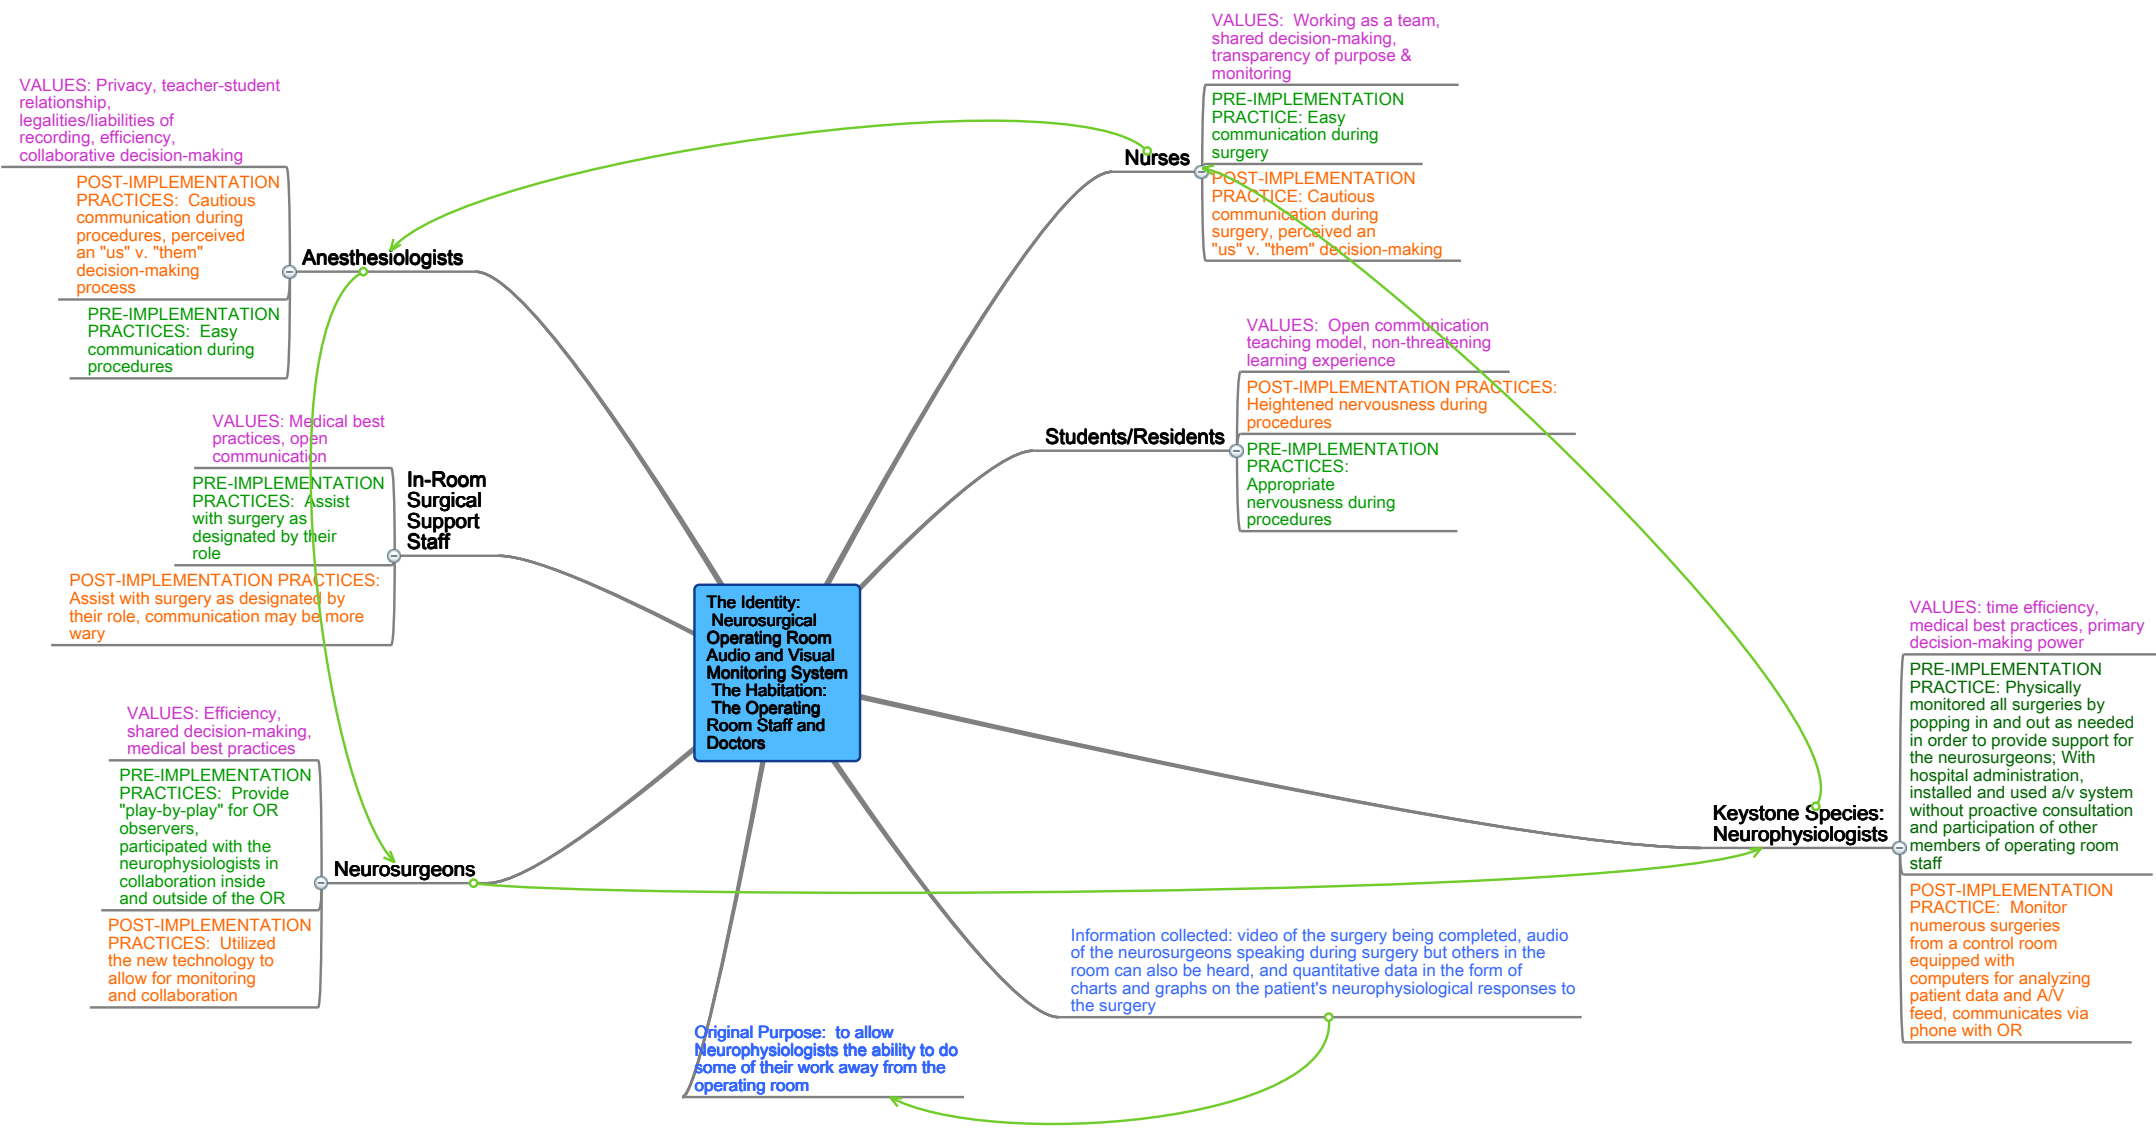 VALUES: Privacy, teacher-student
relationship,
legalities/liabilities of
recording, efficiency,
collaborative decision-making
POST-IMPLEMENTATION
PRACTICES: Cautious
communication during
procedures, perceived
an "us" v. "them"
decision-making
process
PRE-IMPLEMENTATION
PRACTICES: Easy
communication during
procedures
Anesthesiologists
VALUES: Medical best
practices, open
communication
PRE-IMPLEMENTATION
PRACTICES: Assist
with surgery as
designated by their
role
POST-IMPLEMENTATION PRACTICES:
Assist with surgery as designated by
their role, communication may be more
wary
In-Room
Surgical
Support
Staff
VALUES: Efficiency,
shared decision-making,
medical best practices
PRE-IMPLEMENTATION
PRACTICES: Provide
"play-by-play" for OR
observers,
participated with the
neurophysiologists in
collaboration inside
and outside of the OR
POST-IMPLEMENTATION
PRACTICES: Utilized
the new technology to
allow for monitoring
and collaboration
Neurosurgeons
The Identity:
Neurosurgical
Operating Room
Audio and Visual
Monitoring System
The Habitation:
The Operating
Room Staff and
Doctors
Nurses
VALUES: Working as a team,
shared decision-making,
transparency of purpose &
monitoring
PRE-IMPLEMENTATION
PRACTICE: Easy
communication during
surgery
POST-IMPLEMENTATION
PRACTICE: Cautious
communication during
surgery, perceived an
"us" v. "them" decision-making
Students/Residents
VALUES: Open communication
teaching model, non-threatening
learning experience
POST-IMPLEMENTATION PRACTICES:
Heightened nervousness during
procedures
PRE-IMPLEMENTATION
PRACTICES:
Appropriate
nervousness during
procedures
Keystone Species:
Neurophysiologists
VALUES: time efficiency,
medical best practices, primary
decision-making power
PRE-IMPLEMENTATION
PRACTICE: Physically
monitored all surgeries by
popping in and out as needed
in order to provide support for
the neurosurgeons; With
hospital administration,
installed and used a/v system
without proactive consultation
and participation of other
members of operating room
staff
POST-IMPLEMENTATION
PRACTICE: Monitor
numerous surgeries
from a control room
equipped with
computers for analyzing
patient data and A/V
feed, communicates via
phone with OR
Information collected: video of the surgery being completed, audio
of the neurosurgeons speaking during surgery but others in the
room can also be heard, and quantitative data in the form of
charts and graphs on the patient's neurophysiological responses to
the surgery
Original Purpose: to allow
Neurophysiologists the ability to do
some of their work away from the
operating room